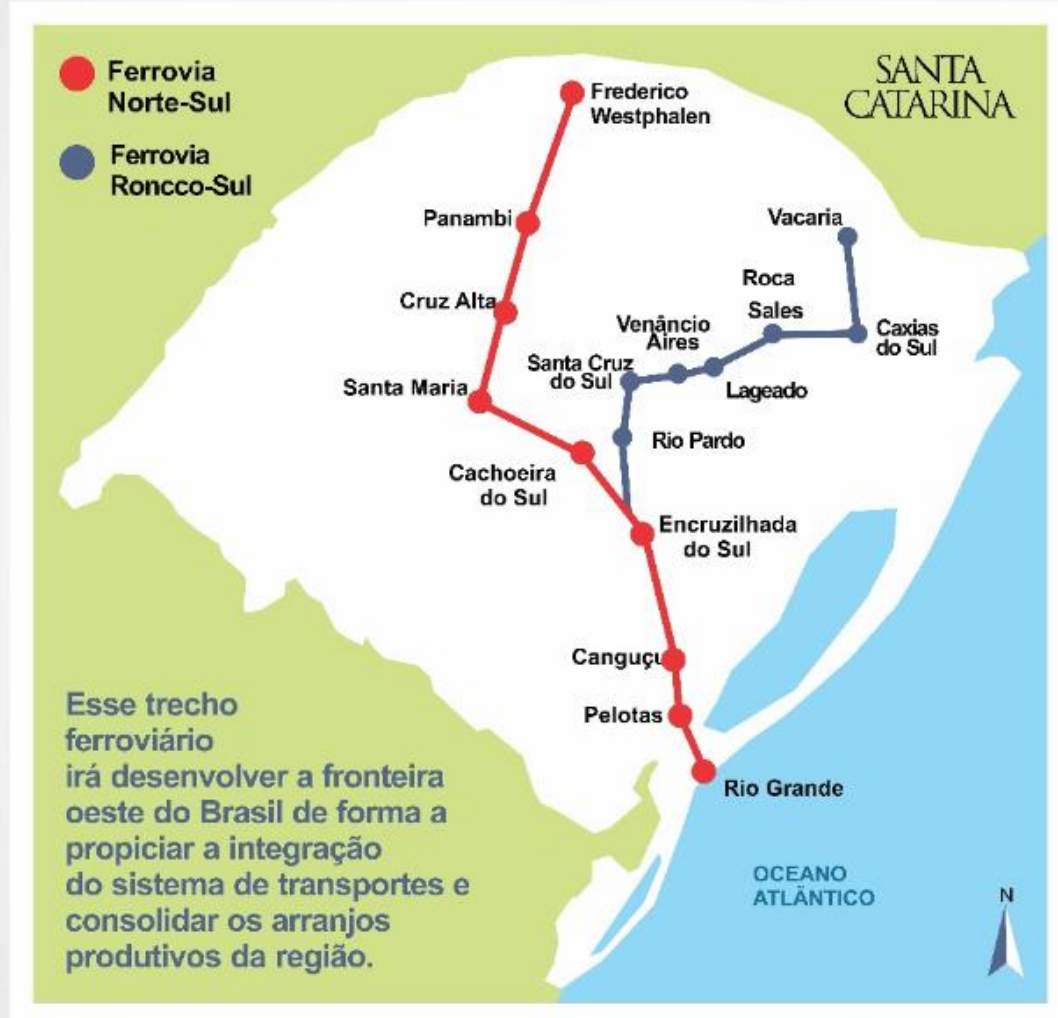 Ferrovia
Norte-Sul
Ferrovia
Roncco-Sul
SANTA
CATARINA
Frederico
Westphalen
Panambi
Vacaria
Cruz Alta
Roca
Sales
Venâncio
Aires
Caxias
do Sul
Santa Cruz
do Sul
Santa Maria
Lageado
Rio Pardo
Cachoeira
do Sul
Encruzilhada
do Sul
Canguçu
Pelotas
Rio Grande
Esse trecho
ferroviário
irá desenvolver a fronteira
oeste do Brasil de forma a
propiciar a integração
do sistema de transportes e
consolidar os arranjos
produtivos da região.
OCEANO
ATLÂNTICO
N